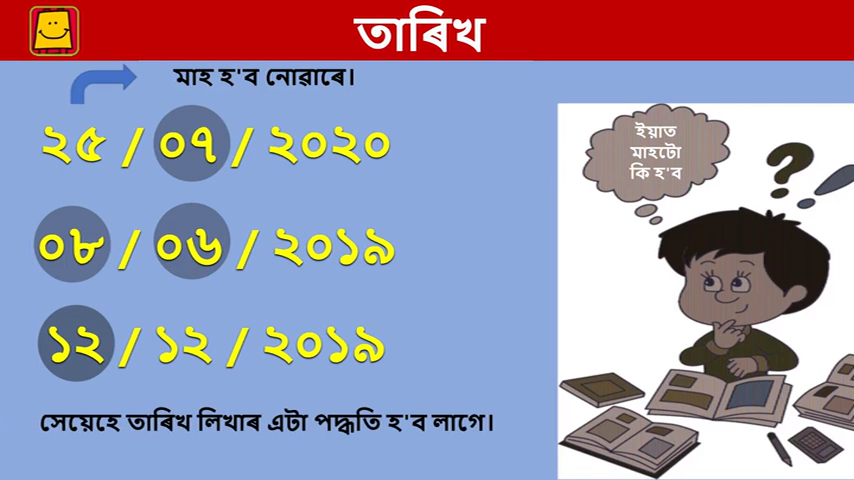 তাৰিখ
মাহ হ'ব নোৱাৰে।
২৫ / ০৭ / ২০২০
ইয়াত
মাহটো
কি হ'ব
০৮ / ০৬ / ২০১৯
১২ / ১২ / ২০১৯
সেয়েহে তাৰিখ লিখাৰ এটা পদ্ধতি হ'ব লাগে।